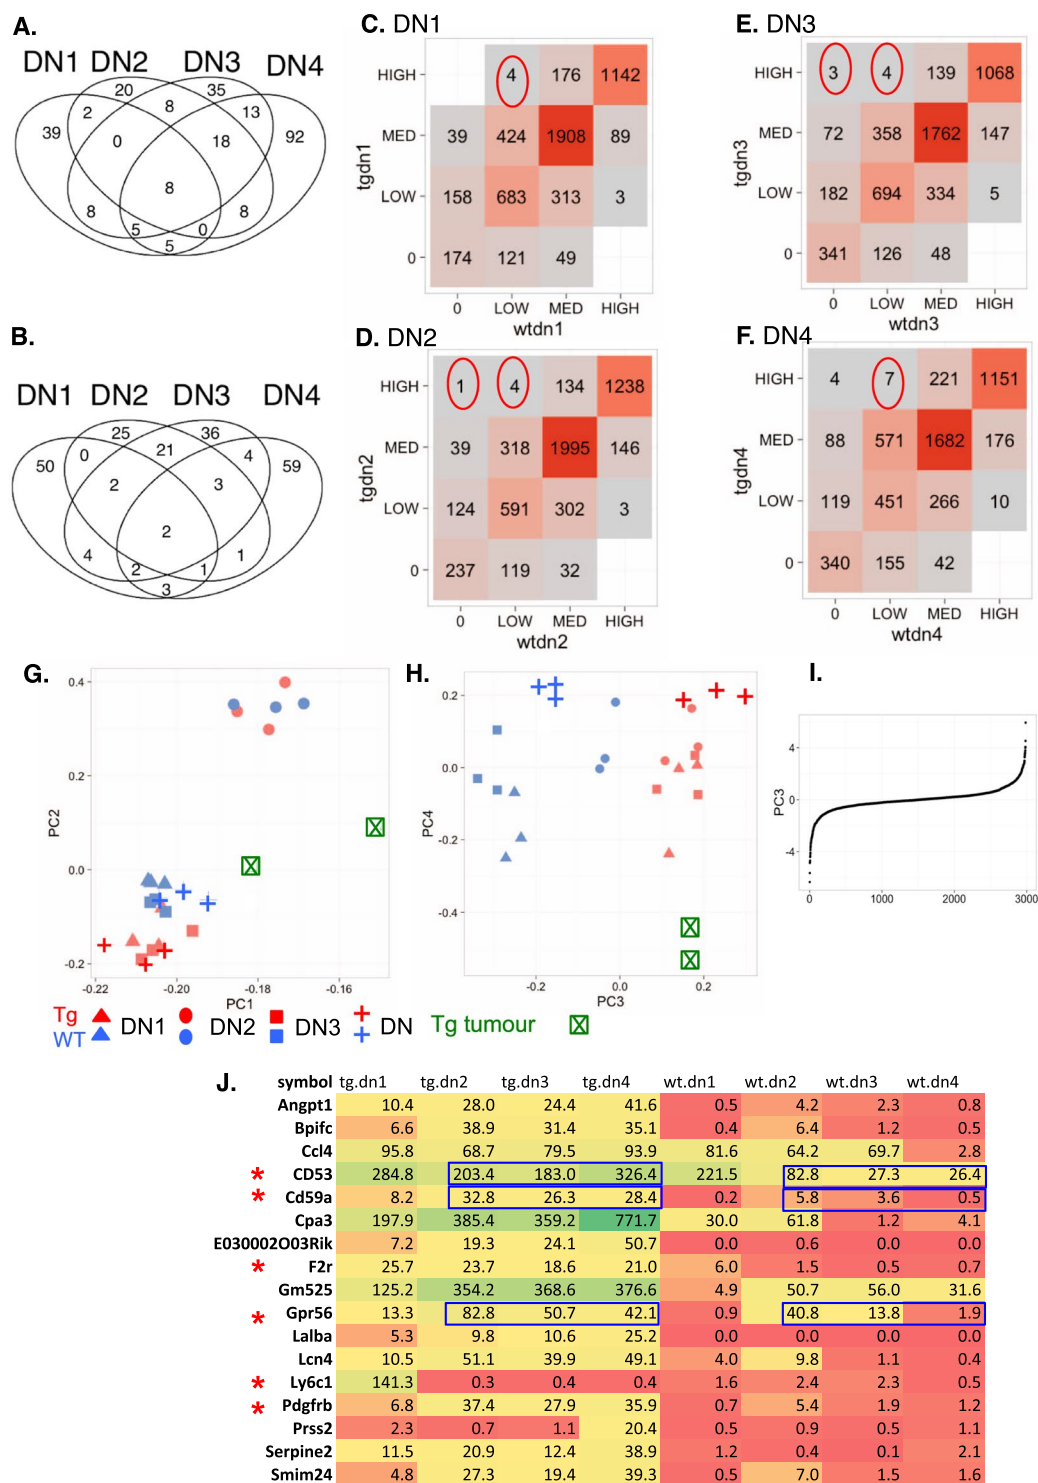 A.
DN1 DN2 DN3 DN4
20 35
39 2 8 13 92
0 18
8
8 8
5 0
5
B.
DN1 DN2 DN3 DN4
25 36
50 0 21 4 59
2 3
2
4 1
2 1
3
C. DN1
HIGH 4 176 1142
MED 39 424 1908 89
LOW 158 683 313 3
0 174 121 49
0 LOW MED HIGH
tgdn1
wtdn1
D. DN2
HIGH 1 4 134 1238
MED 39 318 1995 146
LOW 124 591 302 3
0 237 119 32
0 LOW MED HIGH
tgdn2
wtdn2
E. DN3
HIGH 3 4 139 1068
MED 72 358 1762 147
LOW 182 694 334 5
0 341 126 48
0 LOW MED HIGH
tgdn3
wtdn3
F. DN4
HIGH 4 7 221 1151
MED 88 571 1682 176
LOW 119 451 266 10
0 340 155 42
0 LOW MED HIGH
tgdn4
wtdn4
G.
0.4
0.2
0.0
-0.2
PC2
-0.22 -0.20 -0.18 -0.16
PC1
H.
0.2
0.0
-0.2
-0.4
PC4
-0.2 0.0 0.2
PC3
I.
4
0
-4
PC3
0 1000 2000 3000
Tg
WT
DN1 DN2 DN3 DN Tg tumour
J.
symbol tg.dn1 tg.dn2 tg.dn3 tg.dn4 wt.dn1 wt.dn2 wt.dn3 wt.dn4
Angpt1 10.4 28.0 24.4 41.6 0.5 4.2 2.3 0.8
Bpifc 6.6 38.9 31.4 35.1 0.4 6.4 1.2 0.5
Ccl4 95.8 68.7 79.5 93.9 81.6 64.2 69.7 2.8
* CD53 284.8 203.4 183.0 326.4 221.5 82.8 27.3 26.4
* Cd59a 8.2 32.8 26.3 28.4 0.2 5.8 3.6 0.5
Cpa3 197.9 385.4 359.2 771.7 30.0 61.8 1.2 4.1
E030002O03Rik 7.2 19.3 24.1 50.7 0.0 0.6 0.0 0.0
* F2r 25.7 23.7 18.6 21.0 6.0 1.5 0.5 0.7
Gm525 125.2 354.2 368.6 376.6 4.9 50.7 56.0 31.6
* Gpr56 13.3 82.8 50.7 42.1 0.9 40.8 13.8 1.9
Lalba 5.3 9.8 10.6 25.2 0.0 0.0 0.0 0.0
Lcn4 10.5 51.1 39.9 49.1 4.0 9.8 1.1 0.4
* Ly6c1 141.3 0.3 0.4 0.4 1.6 2.4 2.3 0.5
* Pdgfrb 6.8 37.4 27.9 35.9 0.7 5.4 1.9 1.2
Prss2 2.3 0.7 1.1 20.4 0.5 0.9 0.5 1.1
Serpine2 11.5 20.9 12.4 38.9 1.2 0.4 0.1 2.1
Smim24 4.8 27.3 19.4 39.3 0.5 7.0 1.5 1.6